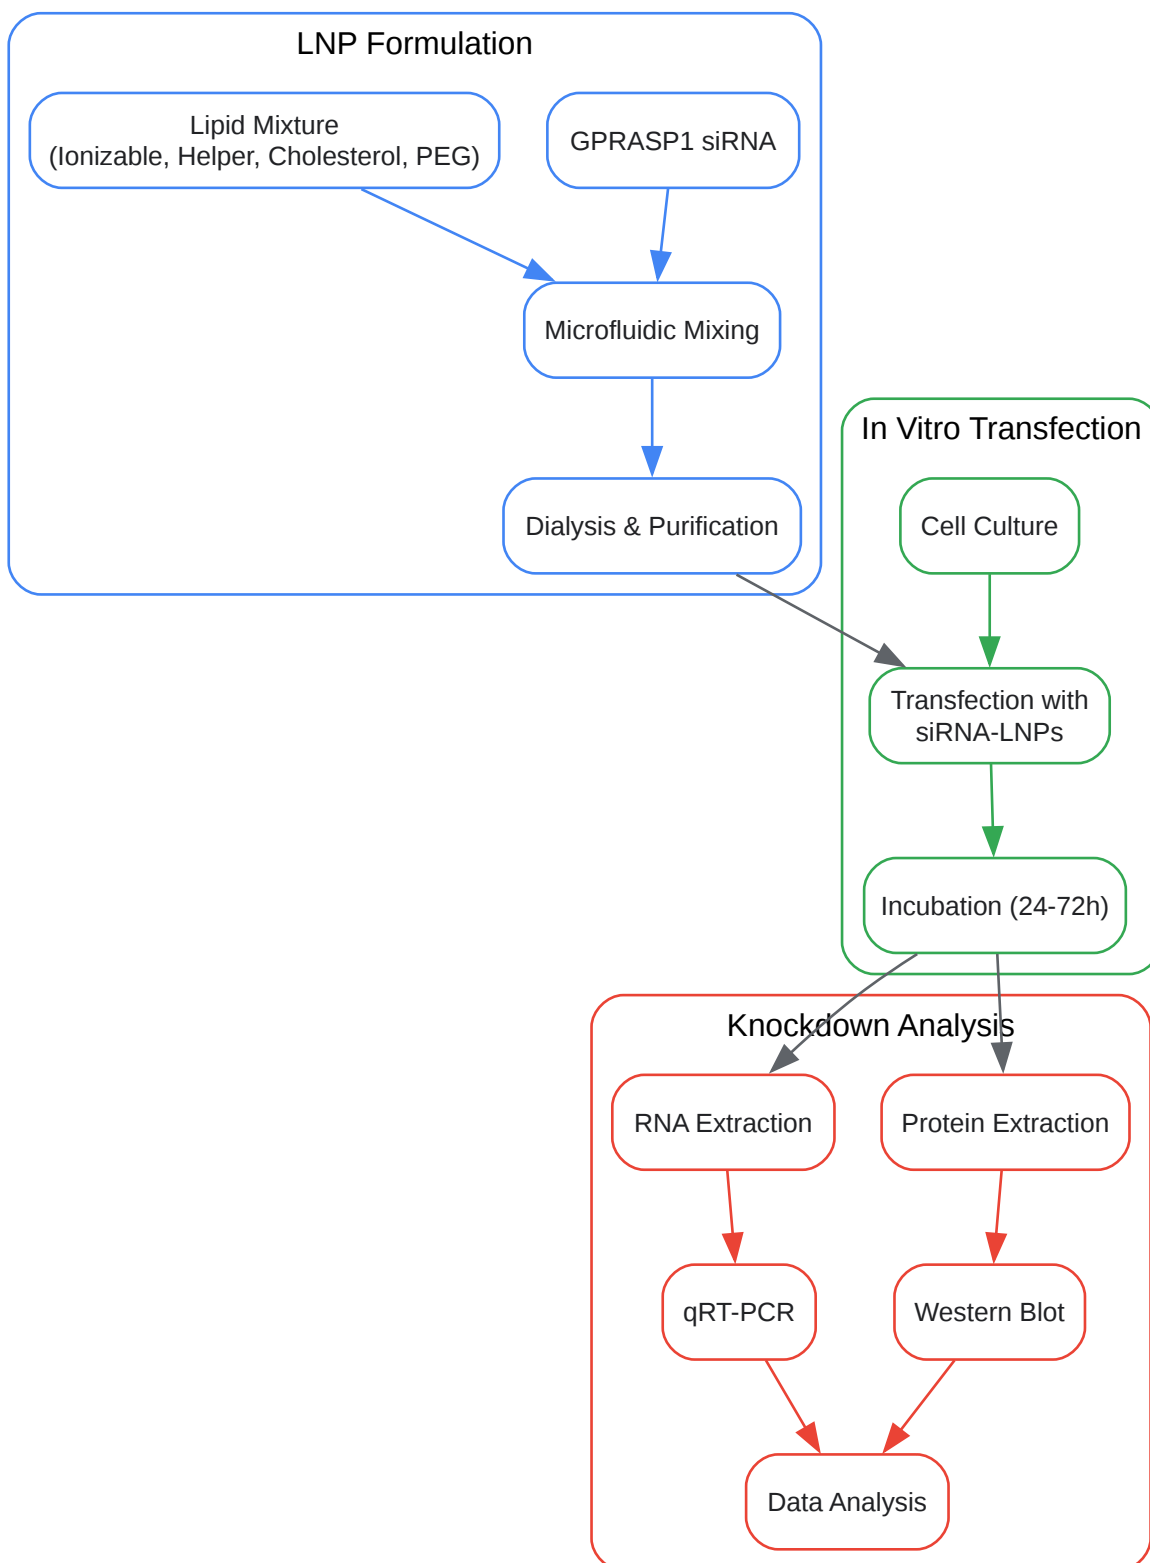 LNP Formulation
Lipid Mixture
(Ionizable, Helper, Cholesterol, PEG)
GPRASP1 siRNA
Microfluidic Mixing
Dialysis & Purification
In Vitro Transfection
Cell Culture
Transfection with
siRNA-LNPs
Incubation (24-72h)
Knockdown Analysis
RNA Extraction
Protein Extraction
qRT-PCR
Western Blot
Data Analysis